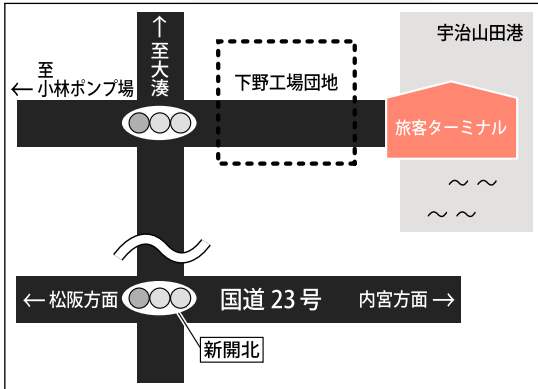 ↑至大湊
宇治山田港
至
←小林ポンプ場
下野工場団地
旅客ターミナル
←松阪方面
国道23号
内宮方面→
新開北